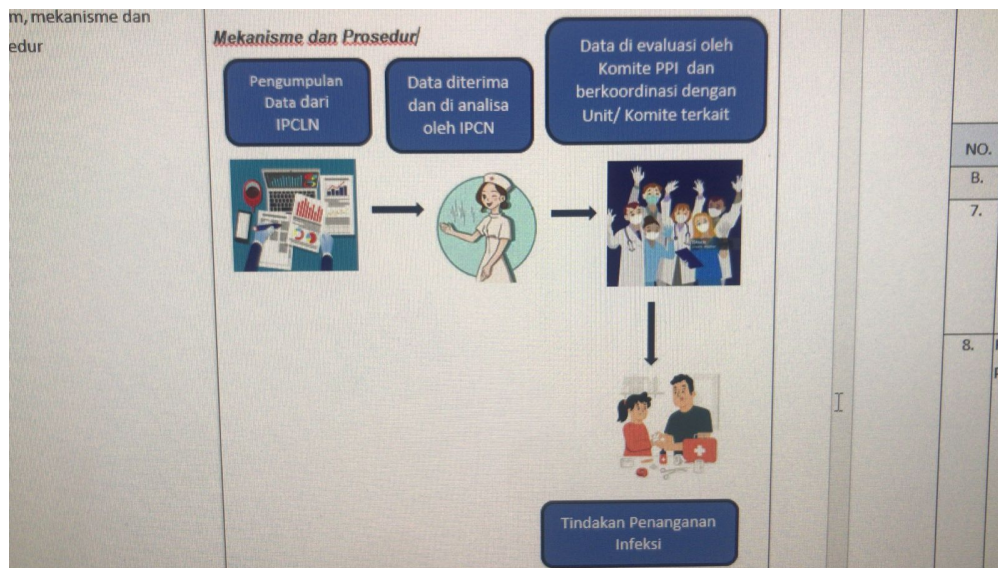 m, mekanisme dan
edur
Mekanisme dan Prosedur
Pengumpulan
Data dari
IPCLN
Data diterima
dan di analisa
oleh IPCN
Data di evaluasi oleh
Komite PPI dan
berkoordinasi dengan
Unit/ Komite terkait
Tindakan Penanganan
Infeksi
NO.
B.
7.
8.